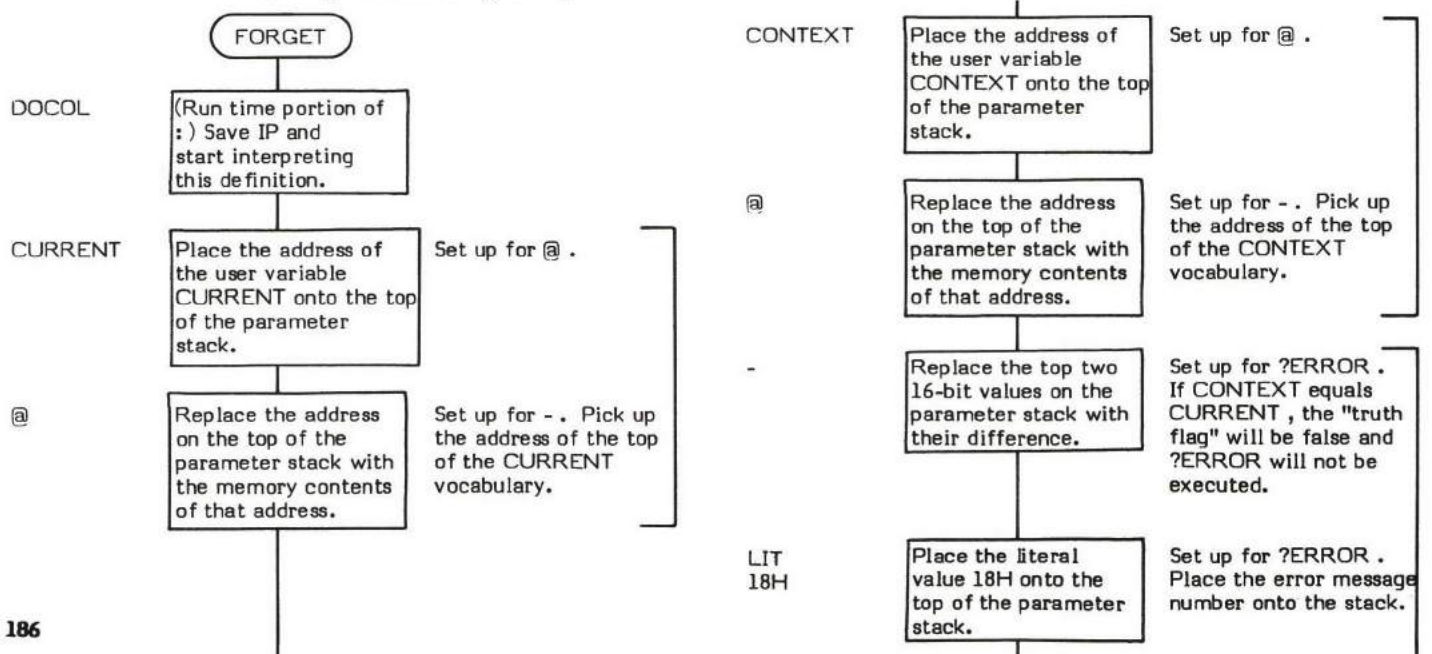 FORGET
DOCOL
(Run time portion of
: ) Save IP and
start interpreting
this definition.
CURRENT
Place the address of
the user variable
CURRENT onto the top
of the parameter
stack.
Set up for @ .
@
Replace the address
on the top of the
parameter stack with
the memory contents
of that address.
Set up for - . Pick up
the address of the top
of the CURRENT
vocabulary.
186
CONTEXT
Place the address of
the user variable
CONTEXT onto the top
of the parameter
stack.
Set up for @ .
@
Replace the address
on the top of the
parameter stack with
the memory contents
of that address.
Set up for - . Pick up
the address of the top
of the CONTEXT
vocabulary.
-
Replace the top two
16-bit values on the
parameter stack with
their difference.
Set up for ?ERROR .
If CONTEXT equals
CURRENT , the "truth
flag" will be false and
?ERROR will not be
executed.
LIT
18H
Place the literal
value 18H onto the
top of the parameter
stack.
Set up for ?ERROR .
Place the error message
number onto the stack.